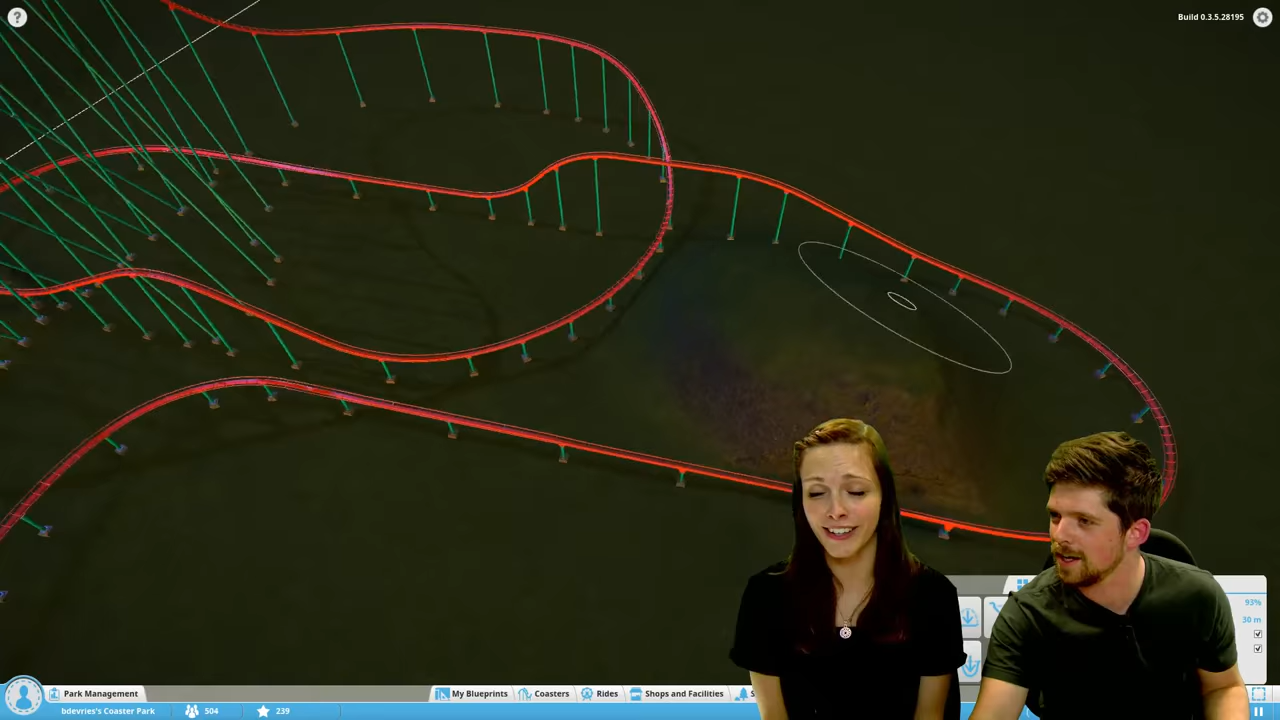 ?
Build 0.3.5.28195
93%
30 m
Park Management
My Blueprints
Coasters
Rides
Shops and Facilities
S
bdevries's Coaster Park
504
239